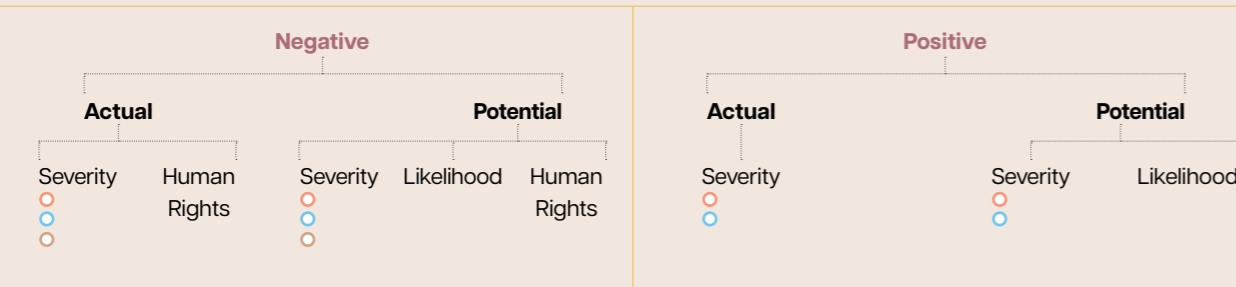 Negative
Actual
Potential
Severity
Human
Rights
Severity
Likelihood
Human
Rights
Positive
Actual
Potential
Severity
Severity
Likelihood